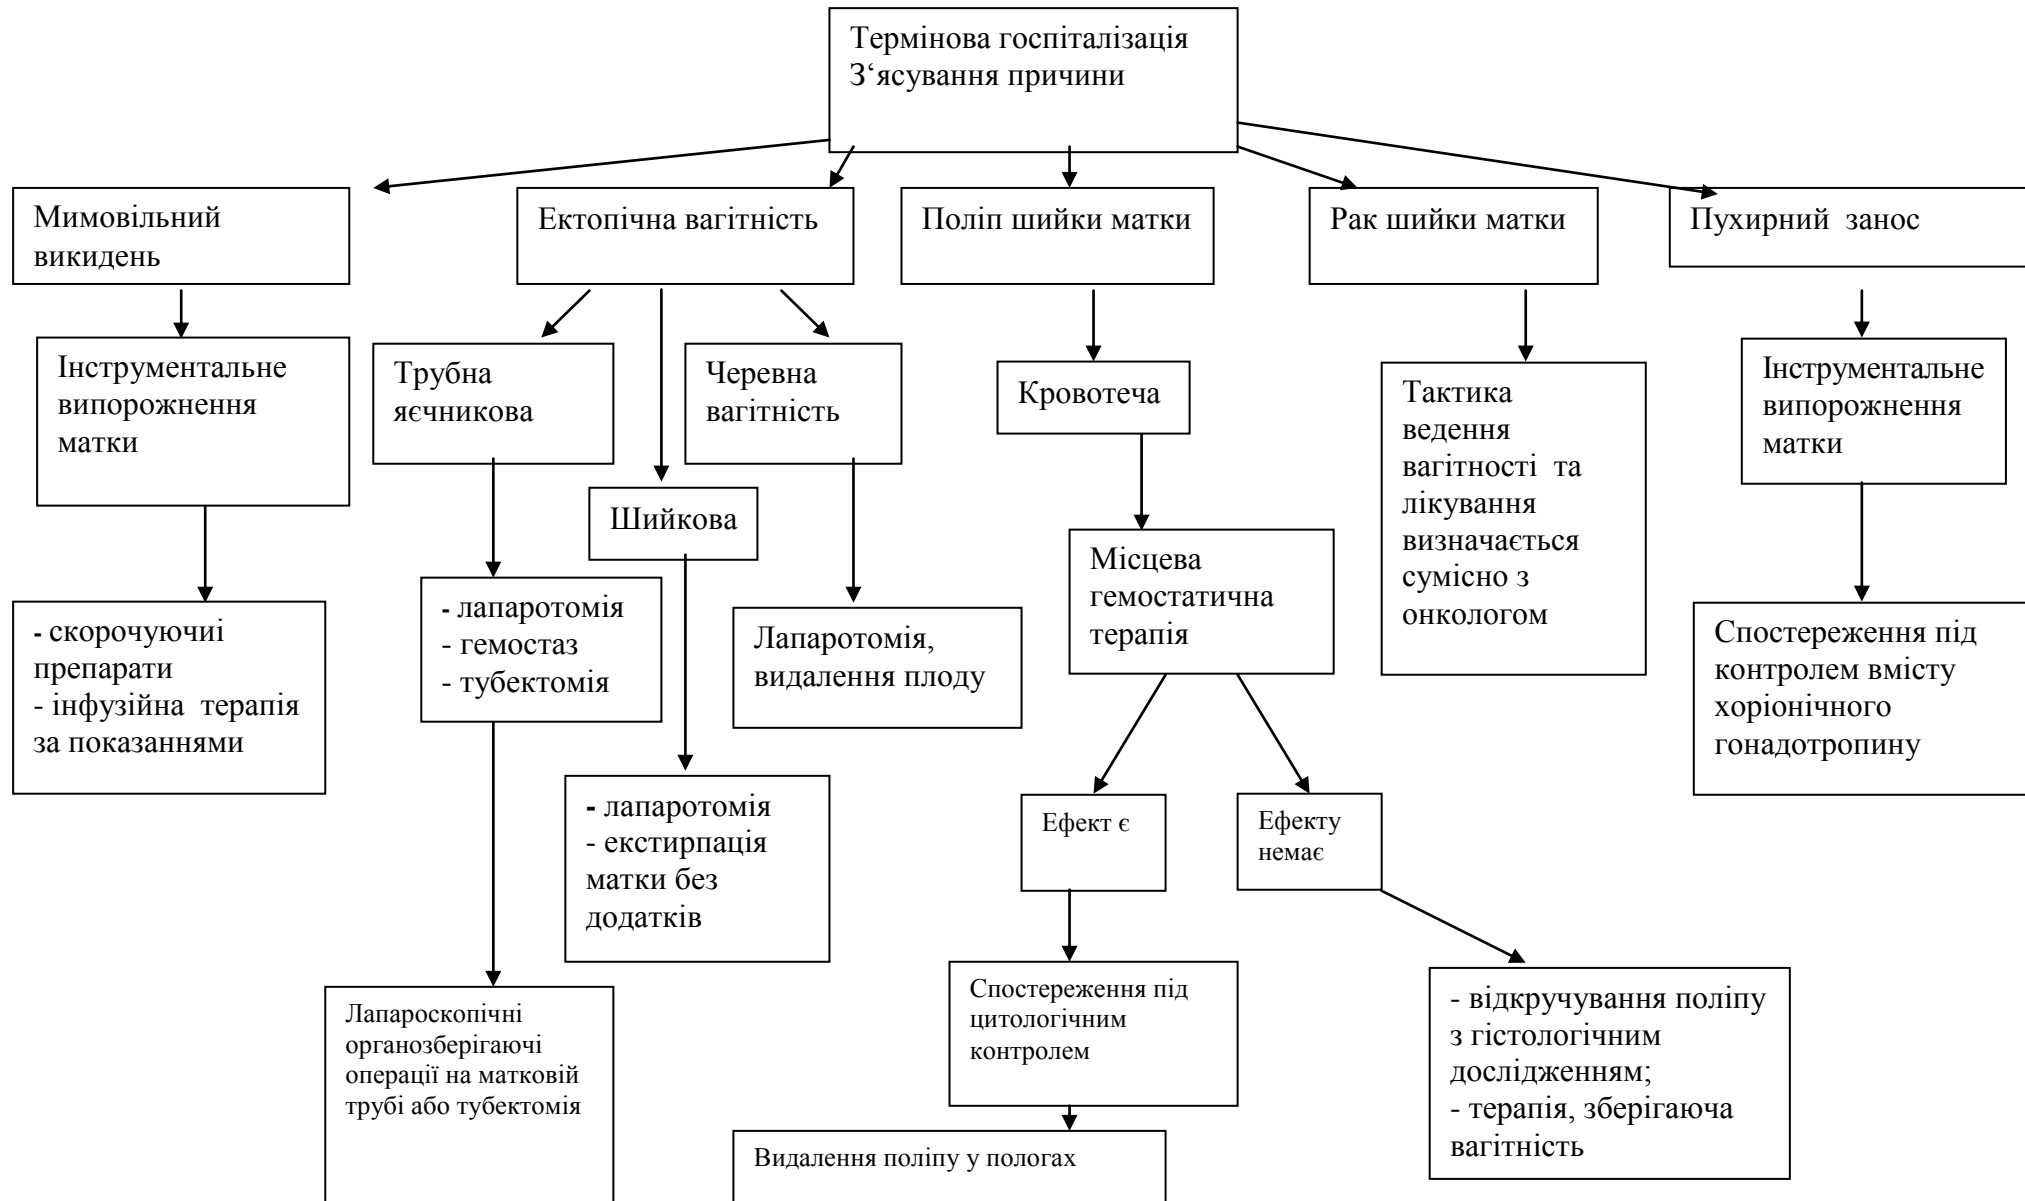 Термінова госпіталізація
З‘ясування причини
Мимовільний
викидень
Ектопічна вагітність
Поліп шийки матки
Рак шийки матки
Пухирний занос
Інструментальне
випорожнення
матки
Трубна
яєчникова
Черевна
вагітність
Кровотеча
Тактика
ведення
вагітності та
лікування
визначається
сумісно з
онкологом
Інструментальне
випорожнення
матки
Шийкова
Місцева
гемостатична
терапія
- скорочуючиі
препарати
- інфузійна терапія
за показаннями
- лапаротомія
- гемостаз
- тубектомія
Лапаротомія,
видалення плоду
Спостереження під
контролем вмісту
хоріонічного
гонадотропину
- лапаротомія
- екстирпація
матки без
додатків
Ефект є
Ефекту
немає
Лапароскопічні
органозберігаючі
операції на матковій
трубі або тубектомія
Спостереження під
цитологічним
контролем
- відкручування поліпу
з гістологічним
дослідженням;
- терапія, зберігаюча
вагітність
Видалення поліпу у пологах